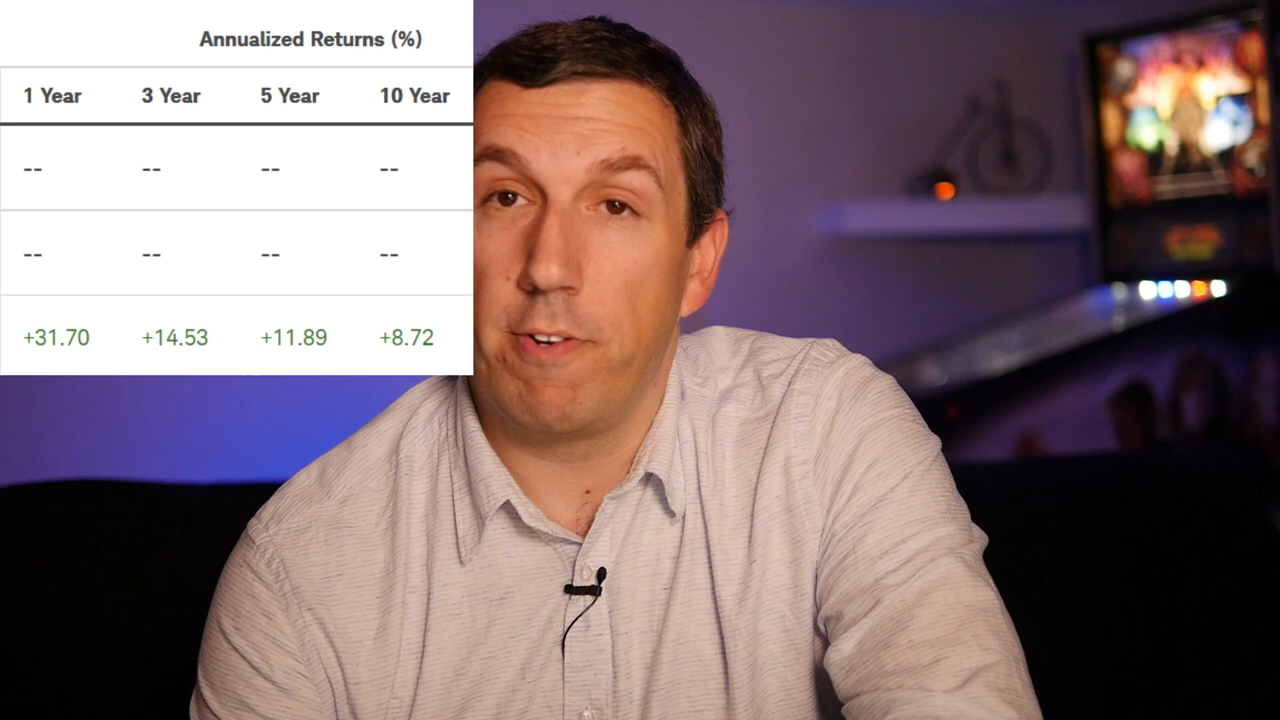 Annualized Returns (%)
1 Year 3 Year 5 Year 10 Year
-- -- -- --
-- -- -- --
+31.70 +14.53 +11.89 +8.72